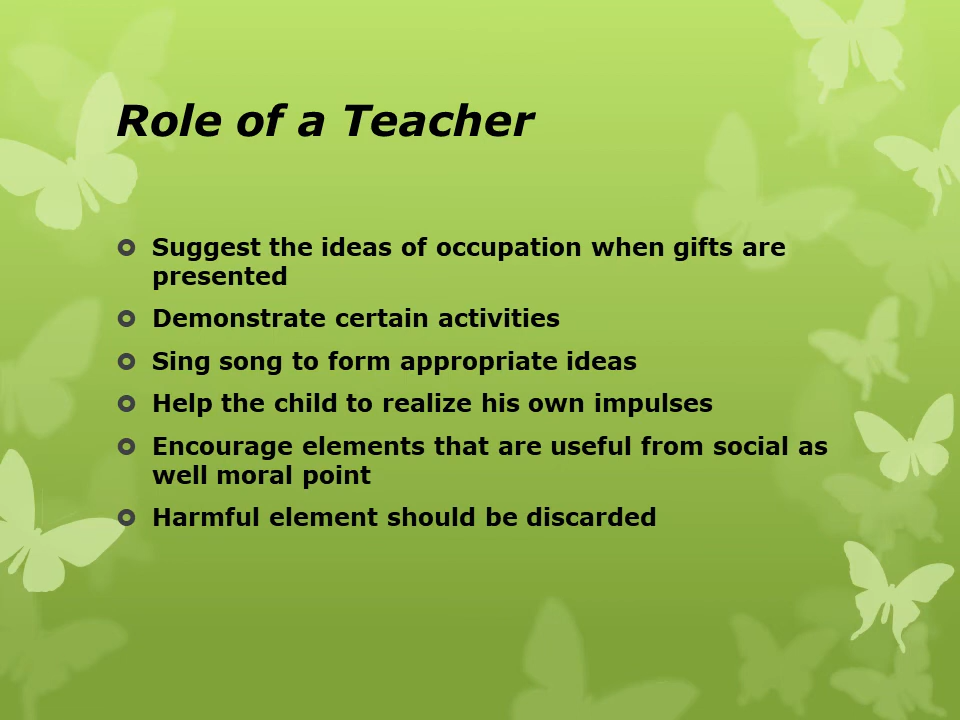 Role of a Teacher
Suggest the ideas of occupation when gifts are
presented
Demonstrate certain activities
Sing song to form appropriate ideas
Help the child to realize his own impulses
Encourage elements that are useful from social as
well moral point
Harmful element should be discarded